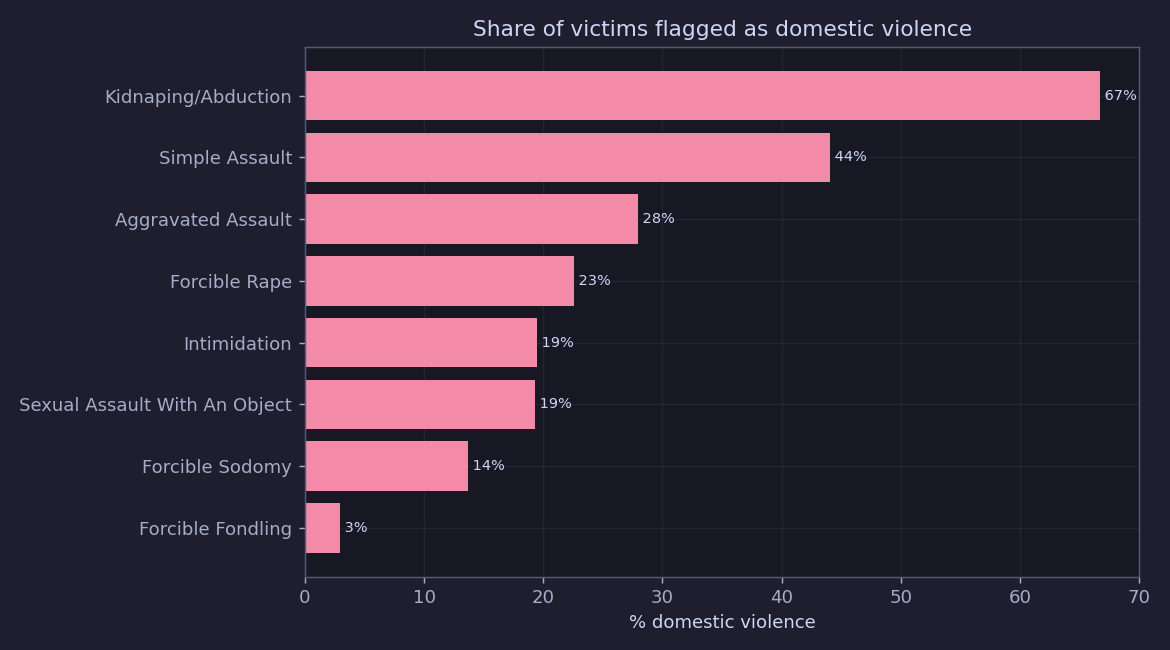 Share of victims flagged as domestic violence
Kidnaping/Abduction 67%
Simple Assault 44%
Aggravated Assault 28%
Forcible Rape 23%
Intimidation 19%
Sexual Assault With An Object 19%
Forcible Sodomy 14%
Forcible Fondling 3%
0 10 20 30 40 50 60 70
% domestic violence